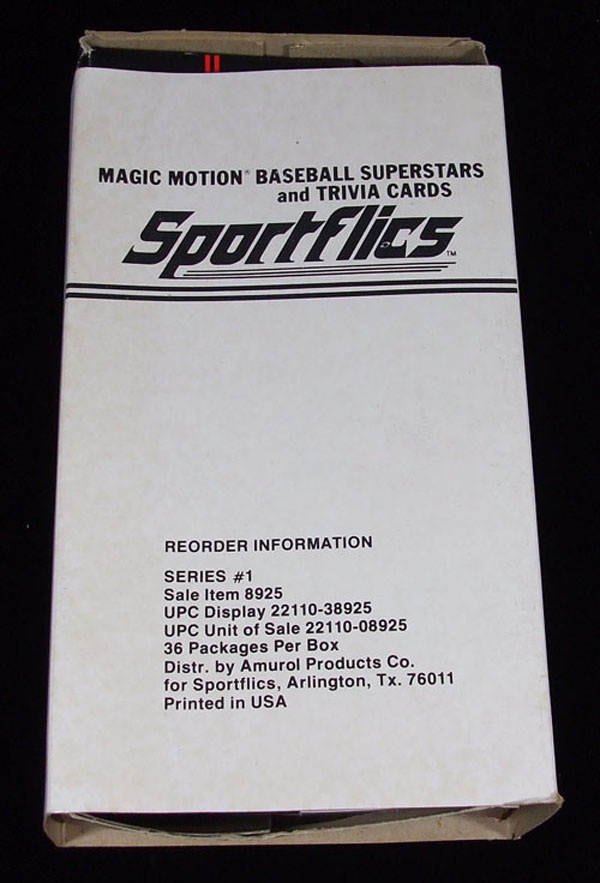 MAGIC MOTION® BASEBALL SUPERSTARS
and TRIVIA CARDS
Sportflics™
REORDER INFORMATION
SERIES #1
Sale Item 8925
UPC Display 22110-38925
UPC Unit of Sale 22110-08925
36 Packages Per Box
Distr. by Amurol Products Co.
for Sportflics, Arlington, Tx. 76011
Printed in USA